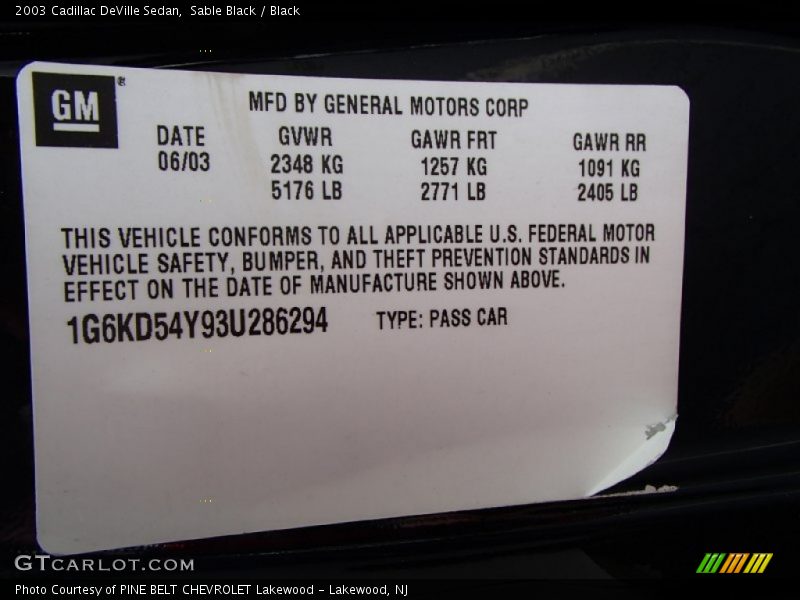 2003 Cadillac DeVille Sedan,  Sable Black / Black
GM®
MFD BY GENERAL MOTORS CORP
DATE GVWR GAWR FRT GAWR RR
06/03 2348 KG 1257 KG 1091 KG
5176 LB 2771 LB 2405 LB
THIS VEHICLE CONFORMS TO ALL APPLICABLE U.S. FEDERAL MOTOR
VEHICLE SAFETY, BUMPER, AND THEFT PREVENTION STANDARDS IN
EFFECT ON THE DATE OF MANUFACTURE SHOWN ABOVE.
1G6KD54Y93U286294 TYPE: PASS CAR
GTCARLOT.COM
Photo Courtesy of PINE BELT CHEVROLET Lakewood - Lakewood, NJ